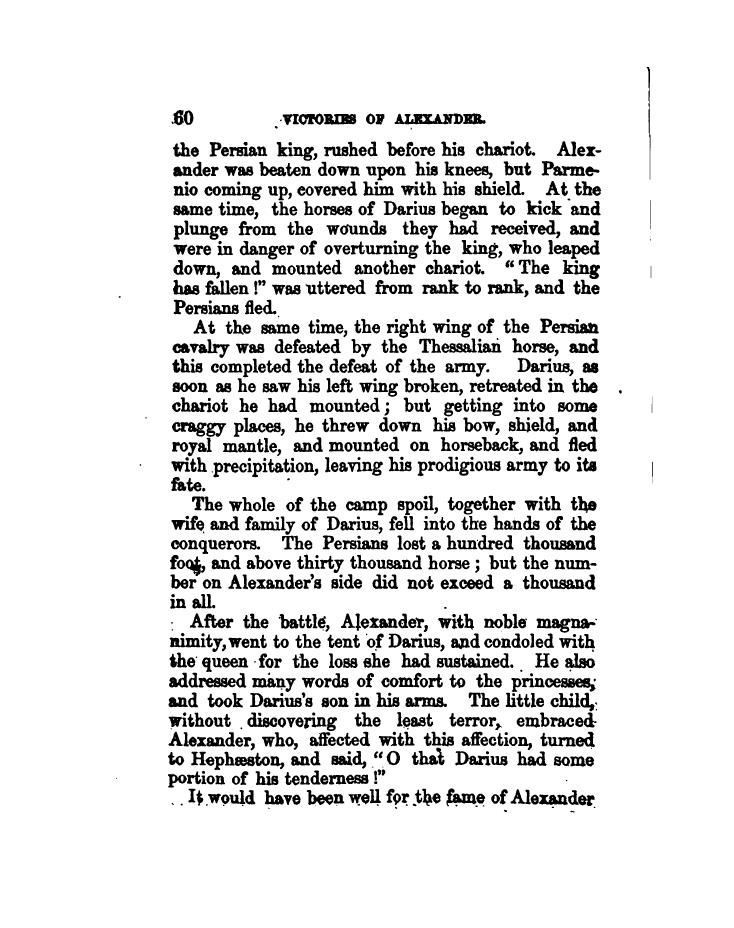 60 VICTORIES OF ALEXANDER.
the Persian king, rushed before his chariot. Alex-
ander was beaten down upon his knees, but Parme-
nio coming up, covered him with his shield. At the
same time, the horses of Darius began to kick and
plunge from the wounds they had received, and
were in danger of overturning the king, who leaped
down, and mounted another chariot. "The king
has fallen!" was uttered from rank to rank, and the
Persians fled.
At the same time, the right wing of the Persian
cavalry was defeated by the Thessalian horse, and
this completed the defeat of the army. Darius, as
soon as he saw his left wing broken, retreated in the
chariot he had mounted; but getting into some
craggy places, he threw down his bow, shield, and
royal mantle, and mounted on horseback, and fled
with precipitation, leaving his prodigious army to its
fate.
The whole of the camp spoil, together with the
wife and family of Darius, fell into the hands of the
conquerors. The Persians lost a hundred thousand
foot, and above thirty thousand horse; but the num-
ber on Alexander's side did not exceed a thousand
in all.
After the battle, Alexander, with noble magna-
nimity, went to the tent of Darius, and condoled with
the queen for the loss she had sustained. He also
addressed many words of comfort to the princesses,
and took Darius's son in his arms. The little child,
without discovering the least terror, embraced
Alexander, who, affected with this affection, turned
to Hephæston, and said, "O that Darius had some
portion of his tenderness!"
It would have been well for the fame of Alexander